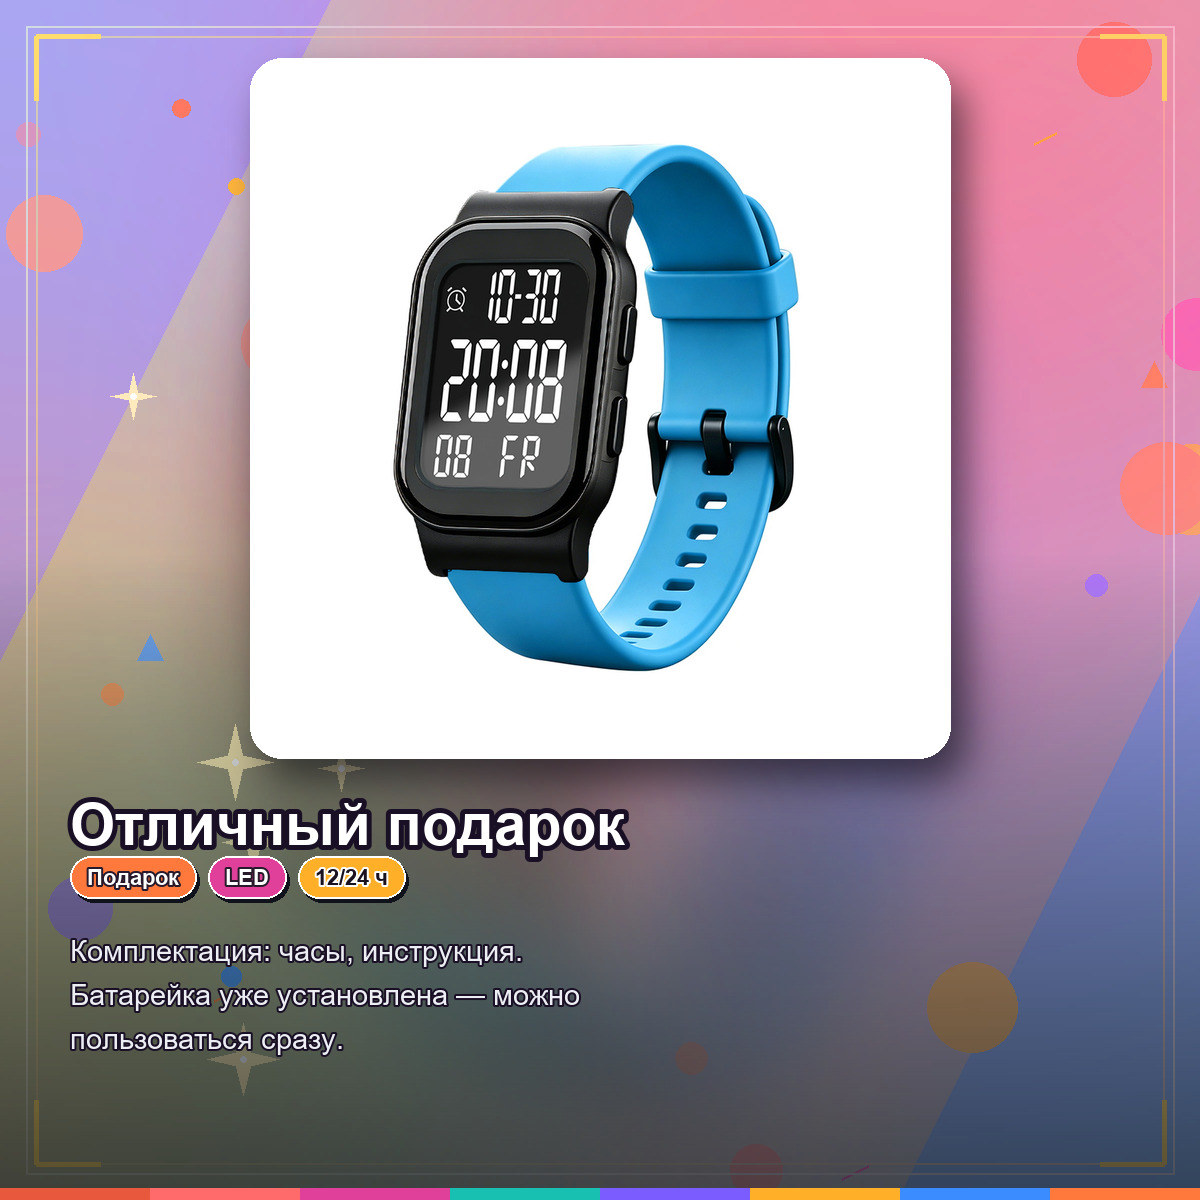 10-30
20:08
08 FR
Отличный подарок
Подарок LED 12/24 ч
Комплектация: часы, инструкция.
Батарейка уже установлена — можно
пользоваться сразу.